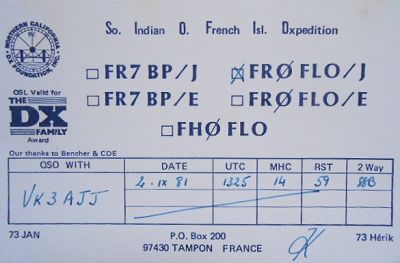 NORTHERN CALIFORNIA
DX FOUNDATION, INC.
So. Indian O. French Isl. Dxpedition
FR7 BP/J FRØ FLO/J
QSL Valid for
THE
DX
FAMILY
Award
FR7 BP/E FRØ FLO/E
FHØ FLO
Our thanks to Bencher & CDE
QSO WITH DATE UTC MHC RST 2 Way
VK3AJJ 2.IX 81 1325 14 59 SSB
73 JAN P.O. Box 200 73 Hérik
97430 TAMPON FRANCE